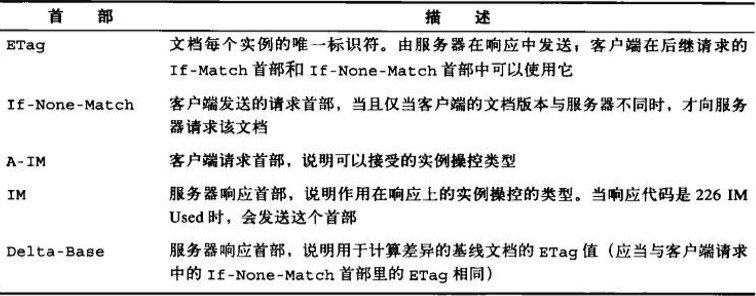 首 部 描 述
ETag 文档每个实例的唯一标识符。由服务器在响应中发送；客户端在后继请求的
If-Match 首部和 If-None-Match 首部中可以使用它
If-None-Match 客户端发送的请求首部，当且仅当客户端的文档版本与服务器不同时，才向服务
器请求该文档
A-IM 客户端请求首部，说明可以接受的实例操控类型
IM 服务器响应首部，说明作用在响应上的实例操控的类型。当响应代码是 226 IM
Used 时，会发送这个首部
Delta-Base 服务器响应首部，说明用于计算差异的基线文档的 ETag 值（应当与客户端请求
中的 If-None-Match 首部里的 ETag 相同）